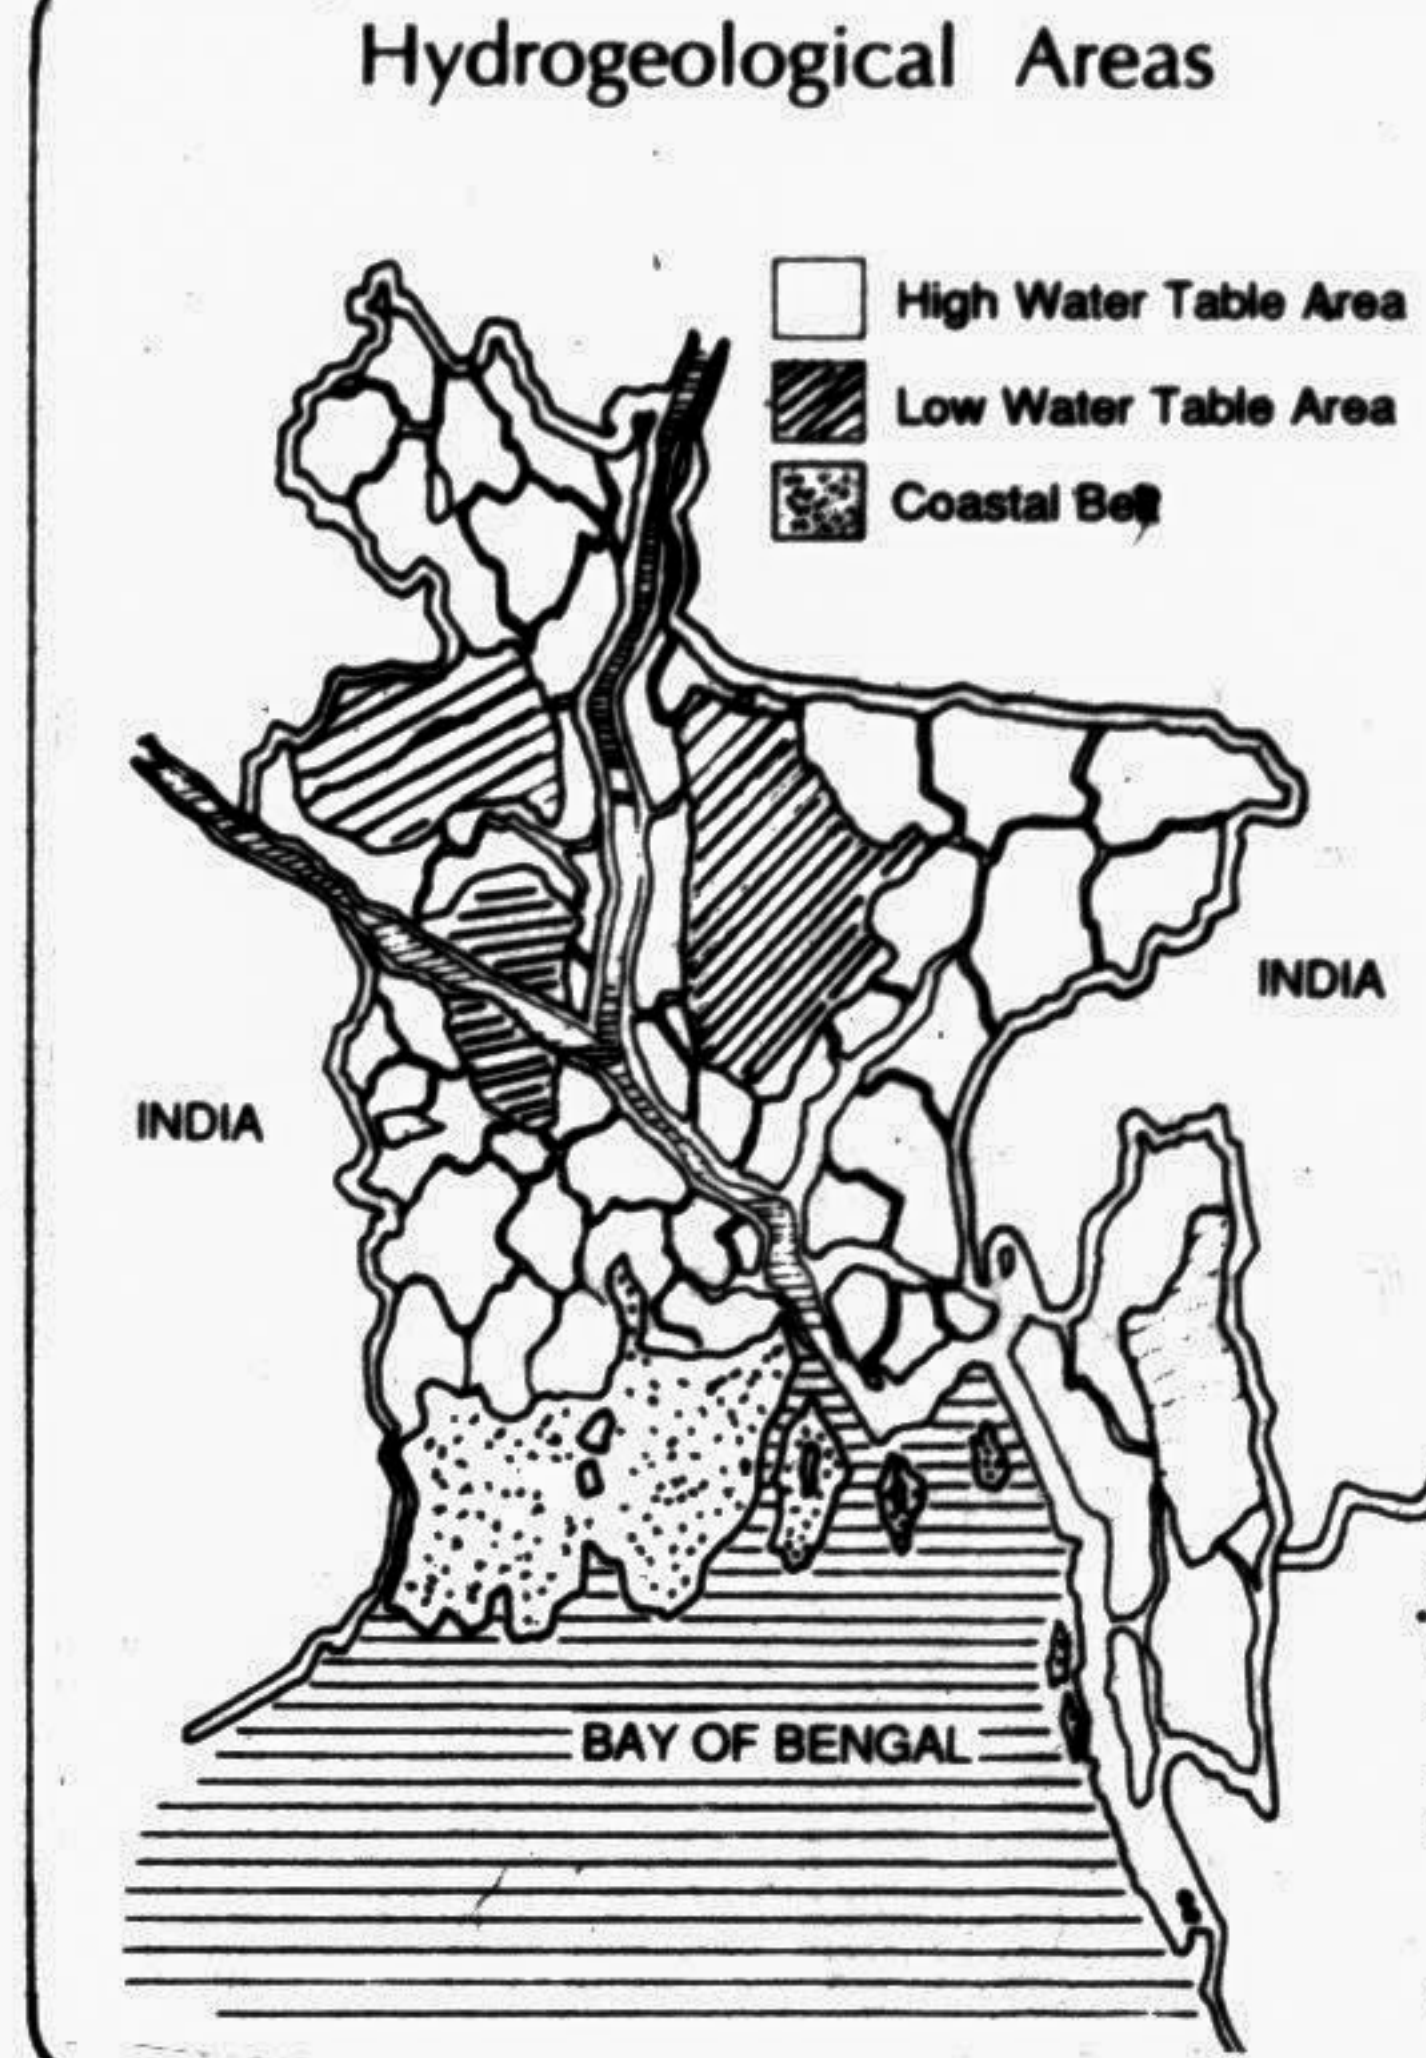 Hydrogeological Areas
High Water Table Area
Low Water Table Area
Coastal Belt
INDIA
INDIA
BAY OF BENGAL